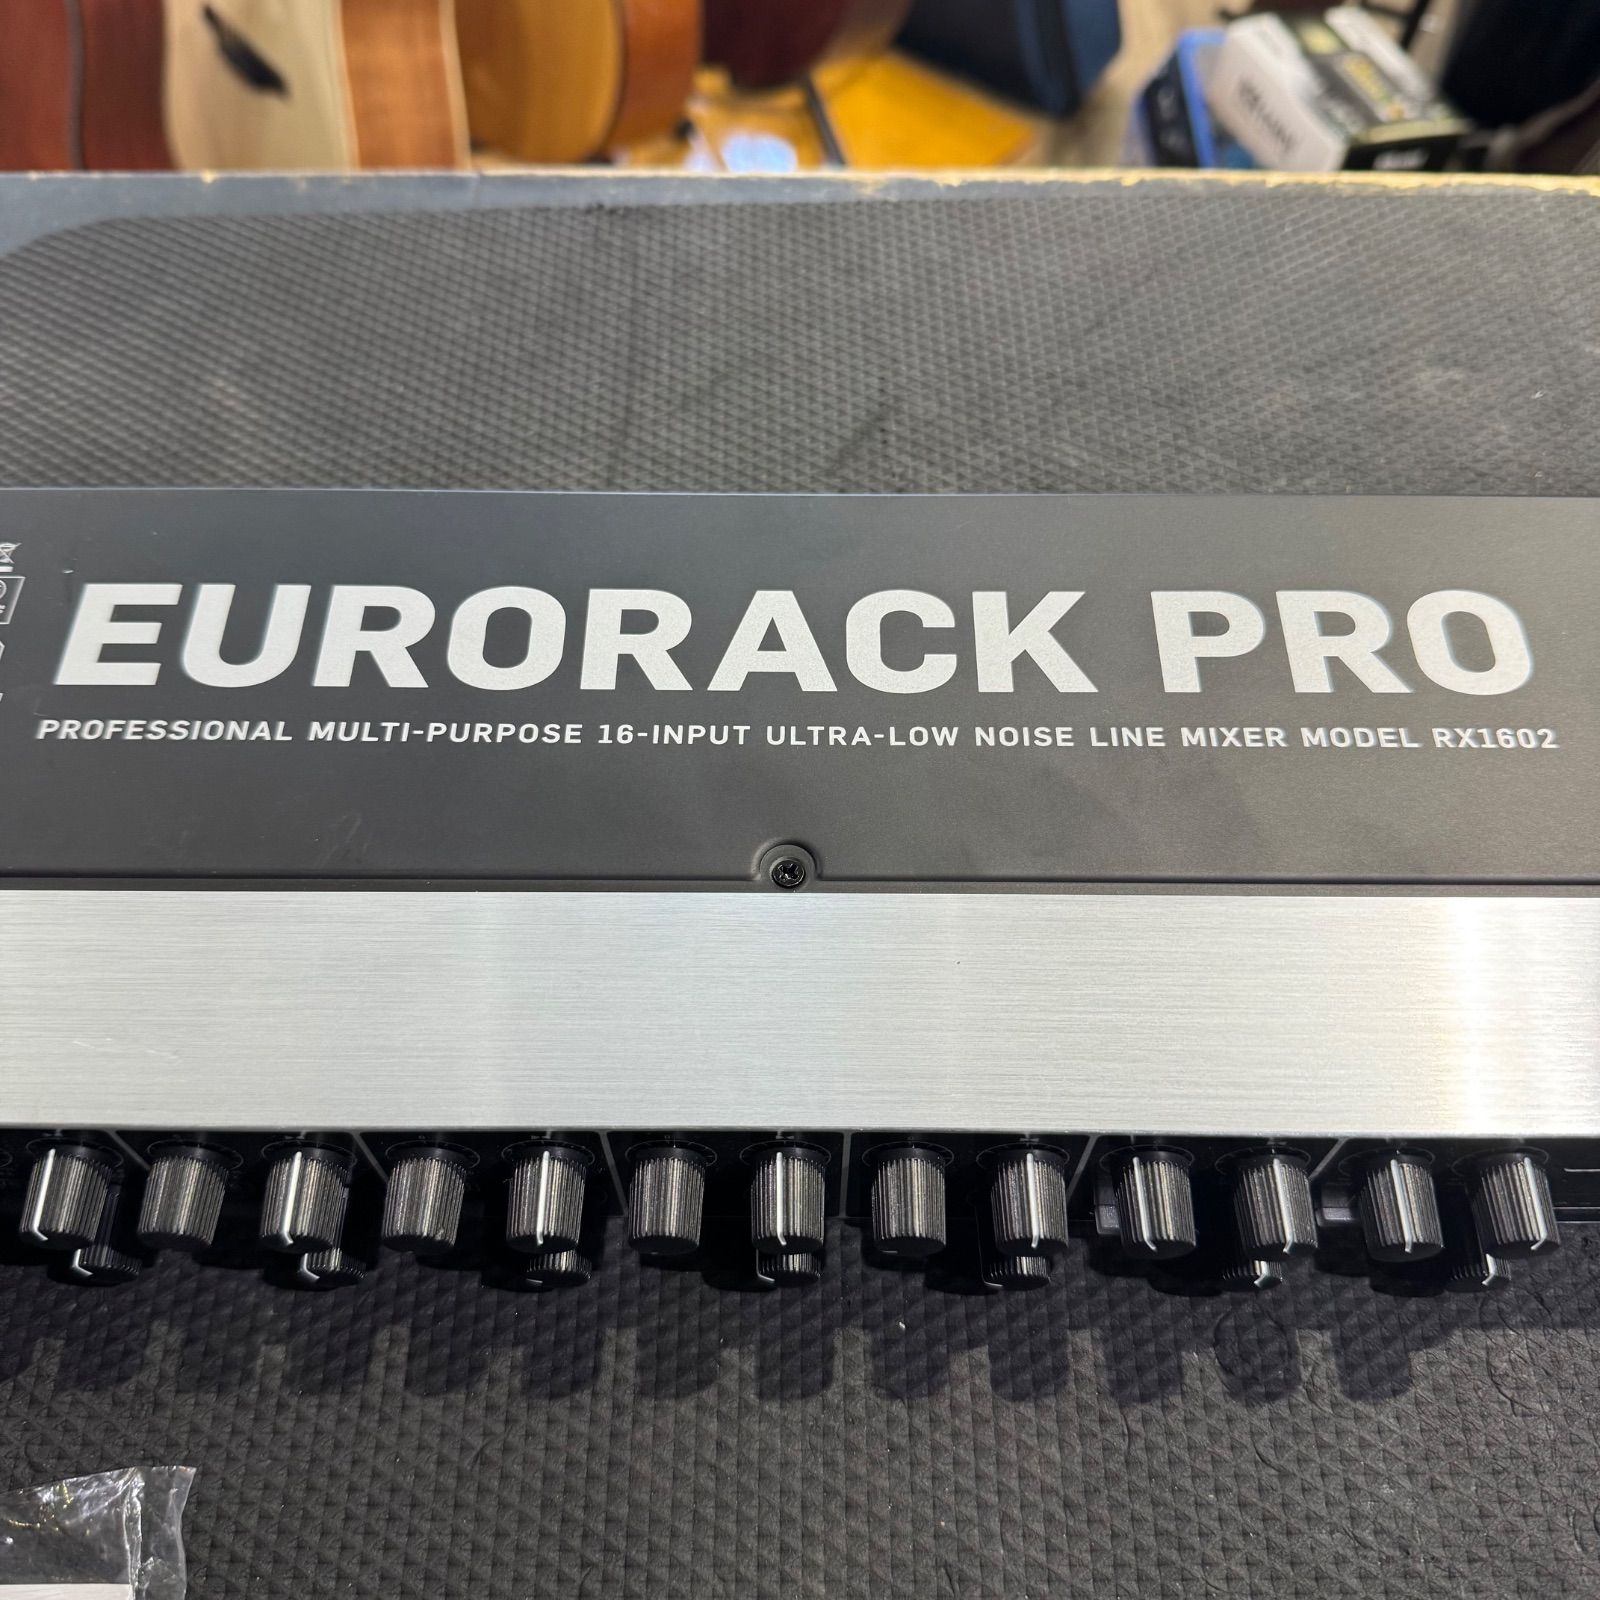 EURORACK PRO
PROFESSIONAL MULTI-PURPOSE 16-INPUT ULTRA-LOW NOISE LINE MIXER MODEL RX1602